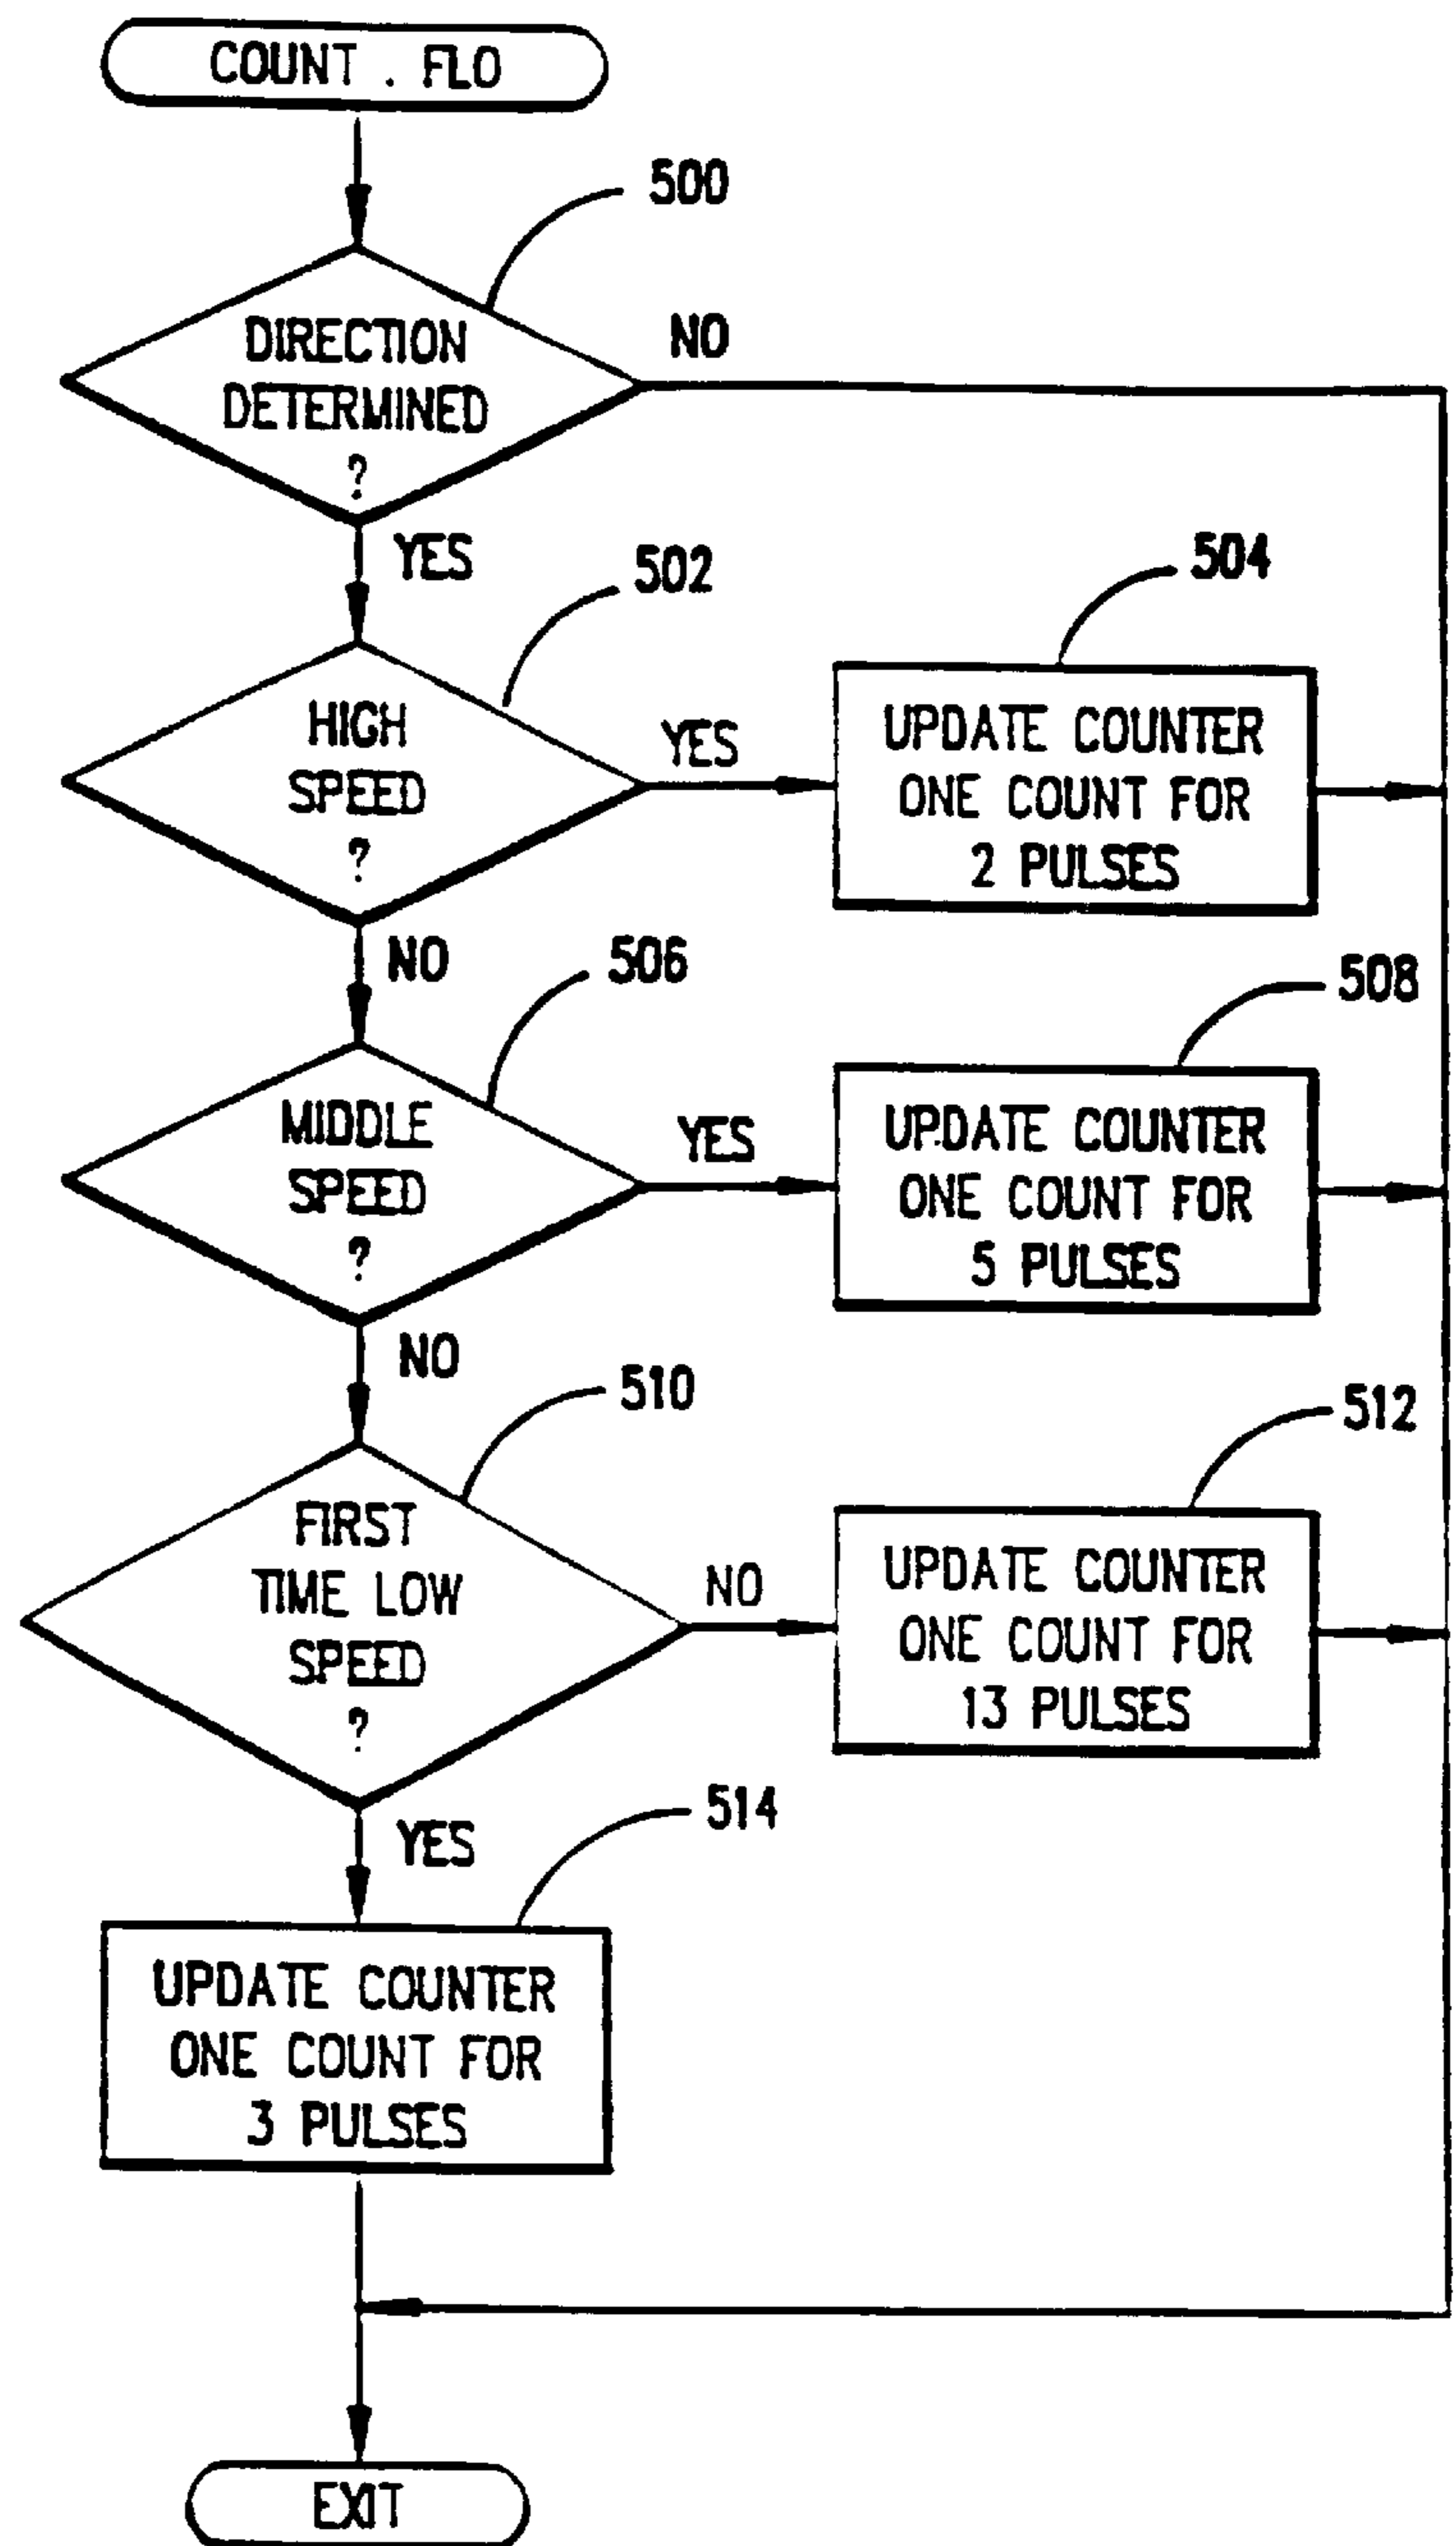 COUNT . FLO
500
DIRECTION
DETERMINED
?
NO
YES
502
HIGH
SPEED
?
YES
504
UPDATE COUNTER
ONE COUNT FOR
2 PULSES
NO
506
MIDDLE
SPEED
?
YES
508
UPDATE COUNTER
ONE COUNT FOR
5 PULSES
NO
510
FIRST
TIME LOW
SPEED
?
NO
512
UPDATE COUNTER
ONE COUNT FOR
13 PULSES
YES
514
UPDATE COUNTER
ONE COUNT FOR
3 PULSES
EXIT